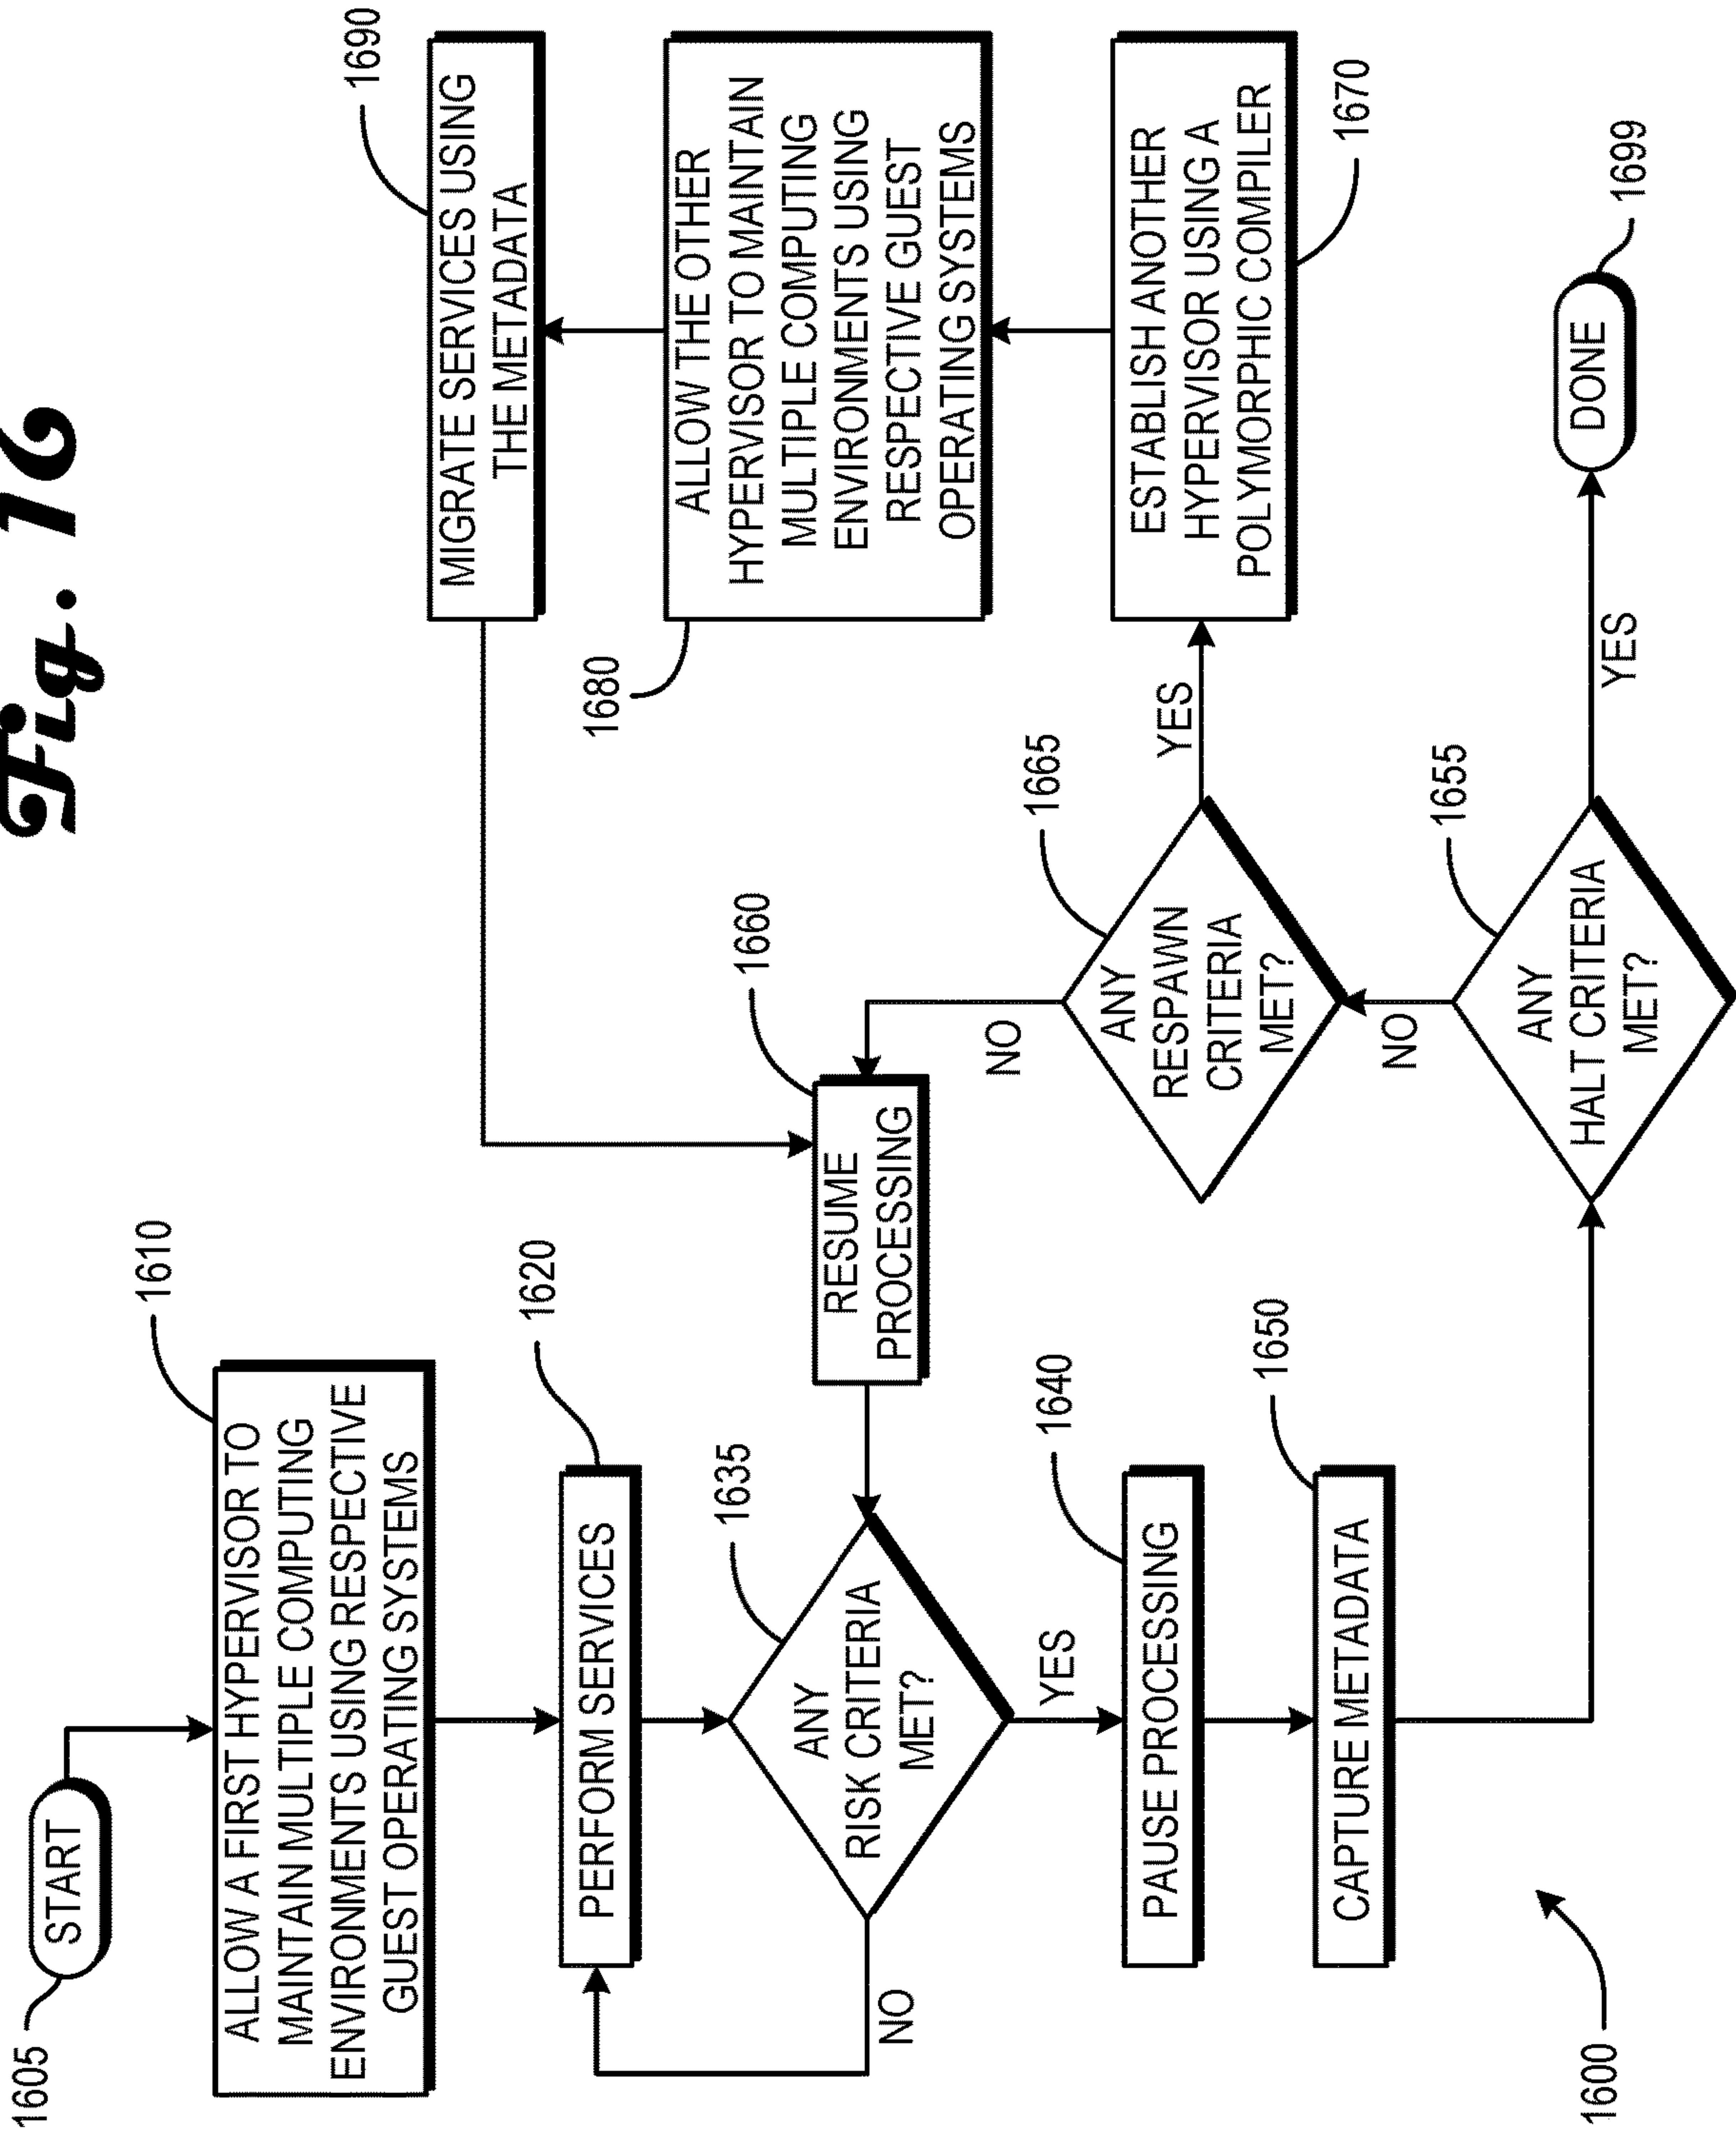 Fig. 16
1600
1605
START
1610
ALLOW A FIRST HYPERVISOR TO
MAINTAIN MULTIPLE COMPUTING
ENVIRONMENTS USING RESPECTIVE
GUEST OPERATING SYSTEMS
1620
PERFORM SERVICES
1635
ANY
RISK CRITERIA
MET?
NO
YES
1640
PAUSE PROCESSING
1650
CAPTURE METADATA
1655
ANY
HALT CRITERIA
MET?
YES
DONE
1699
NO
1665
ANY
RESPAWN
CRITERIA
MET?
NO
YES
1660
RESUME
PROCESSING
1670
ESTABLISH ANOTHER
HYPERVISOR USING A
POLYMORPHIC COMPILER
1680
ALLOW THE OTHER
HYPERVISOR TO MAINTAIN
MULTIPLE COMPUTING
ENVIRONMENTS USING
RESPECTIVE GUEST
OPERATING SYSTEMS
1690
MIGRATE SERVICES USING
THE METADATA